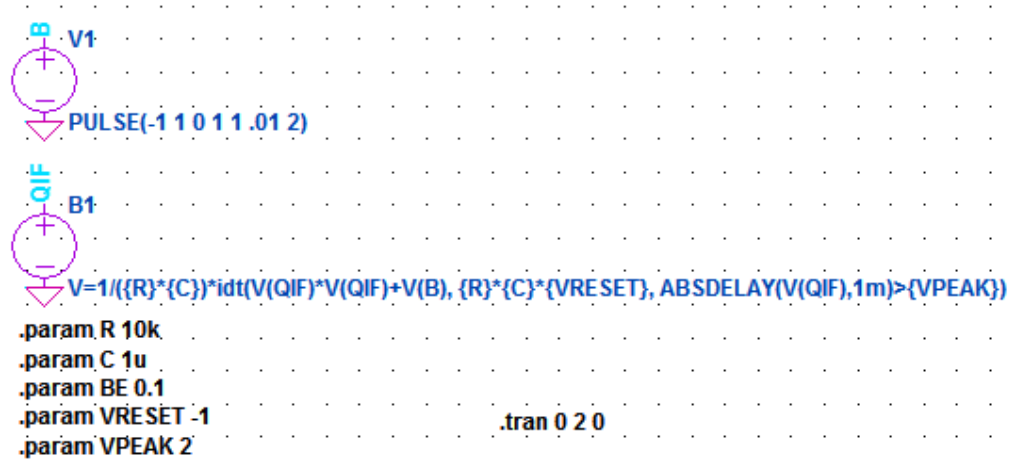 B
V1
PULSE(-1 1 0 1 1 .01 2)
QIF
B1
V=1/({R}*{C})*idt(V(QIF)*V(QIF)+V(B), {R}*{C}*{VRESET}, ABSDELAY(V(QIF),1m)>{VPEAK})
.param R 10k
.param C 1u
.param BE 0.1
.param VRESET -1
.tran 0 2 0
.param VPEAK 2